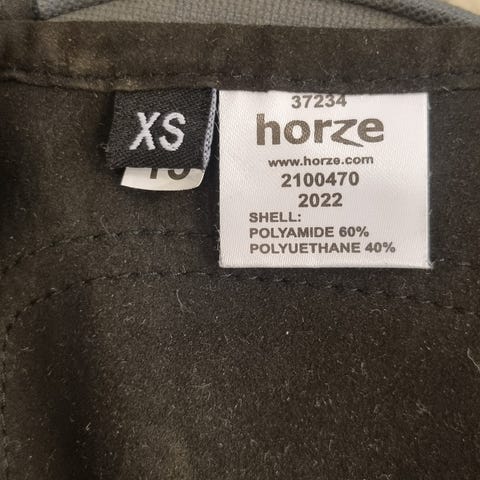 XS
37234
horze
www.horze.com
2100470
2022
SHELL:
POLYAMIDE 60%
POLYUETHANE 40%